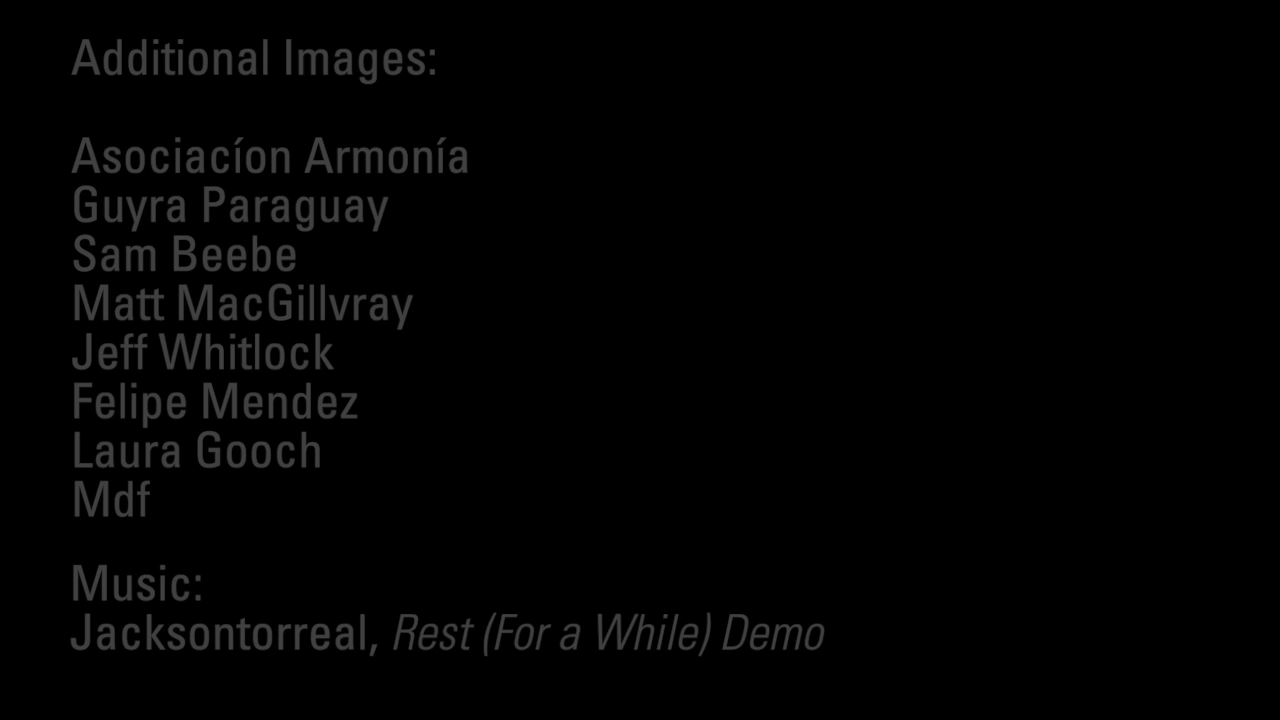 Additional Images:
Asociacíon Armonía
Guyra Paraguay
Sam Beebe
Matt MacGillvray
Jeff Whitlock
Felipe Mendez
Laura Gooch
Mdf
Music:
Jacksontorreal, Rest (For a While) Demo